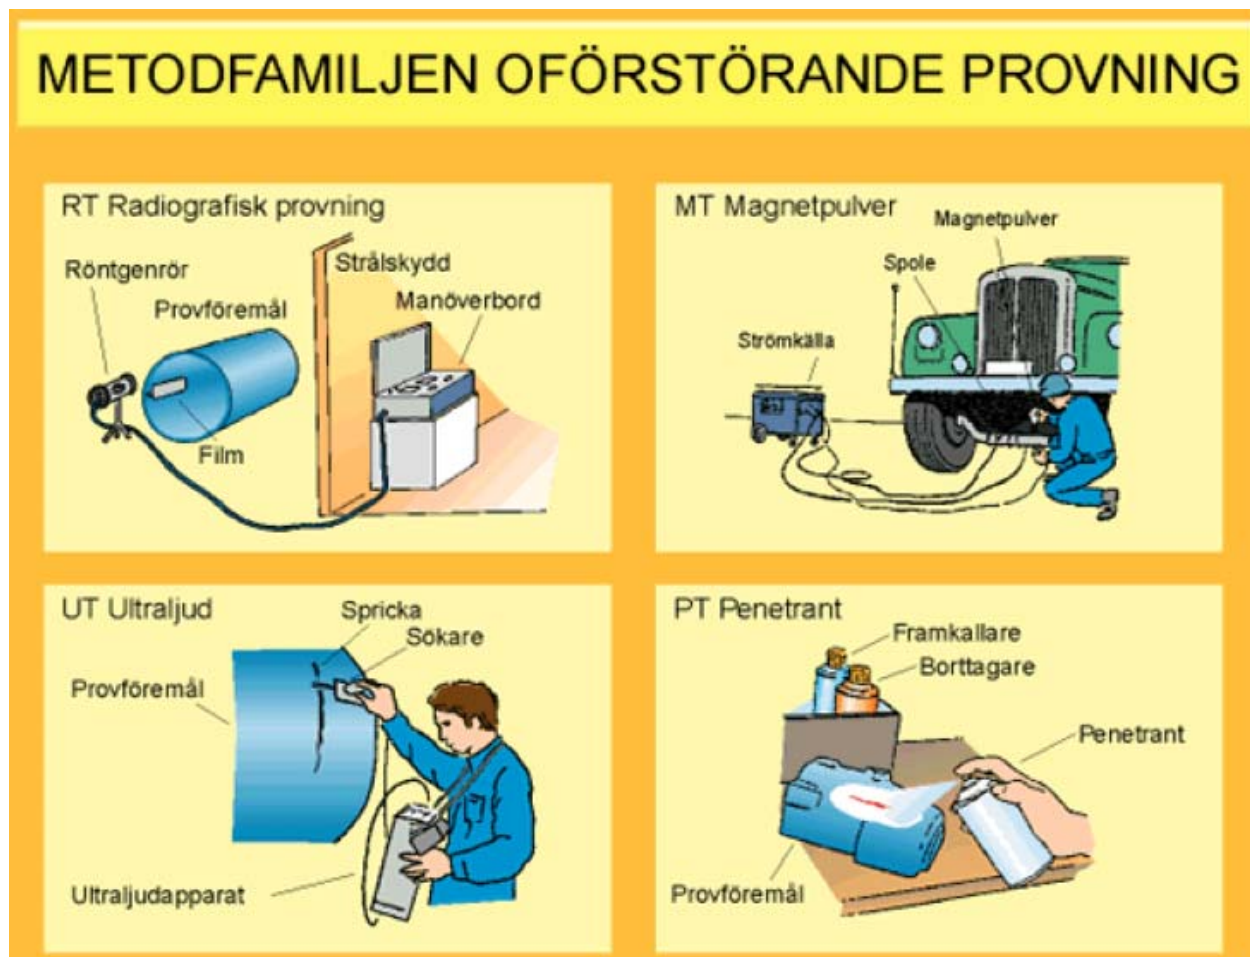 METODFAMILJEN OFÖRSTÖRANDE PROVNING
RT Radiografisk provning
Röntgenrör
Provföremål
Strålskydd
Manöverbord
Film
MT Magnetpulver
Magnetpulver
Spole
Strömkälla
UT Ultraljud
Spricka
Sökare
Provföremål
Ultraljudapparat
PT Penetrant
Framkallare
Borttagare
Penetrant
Provföremål